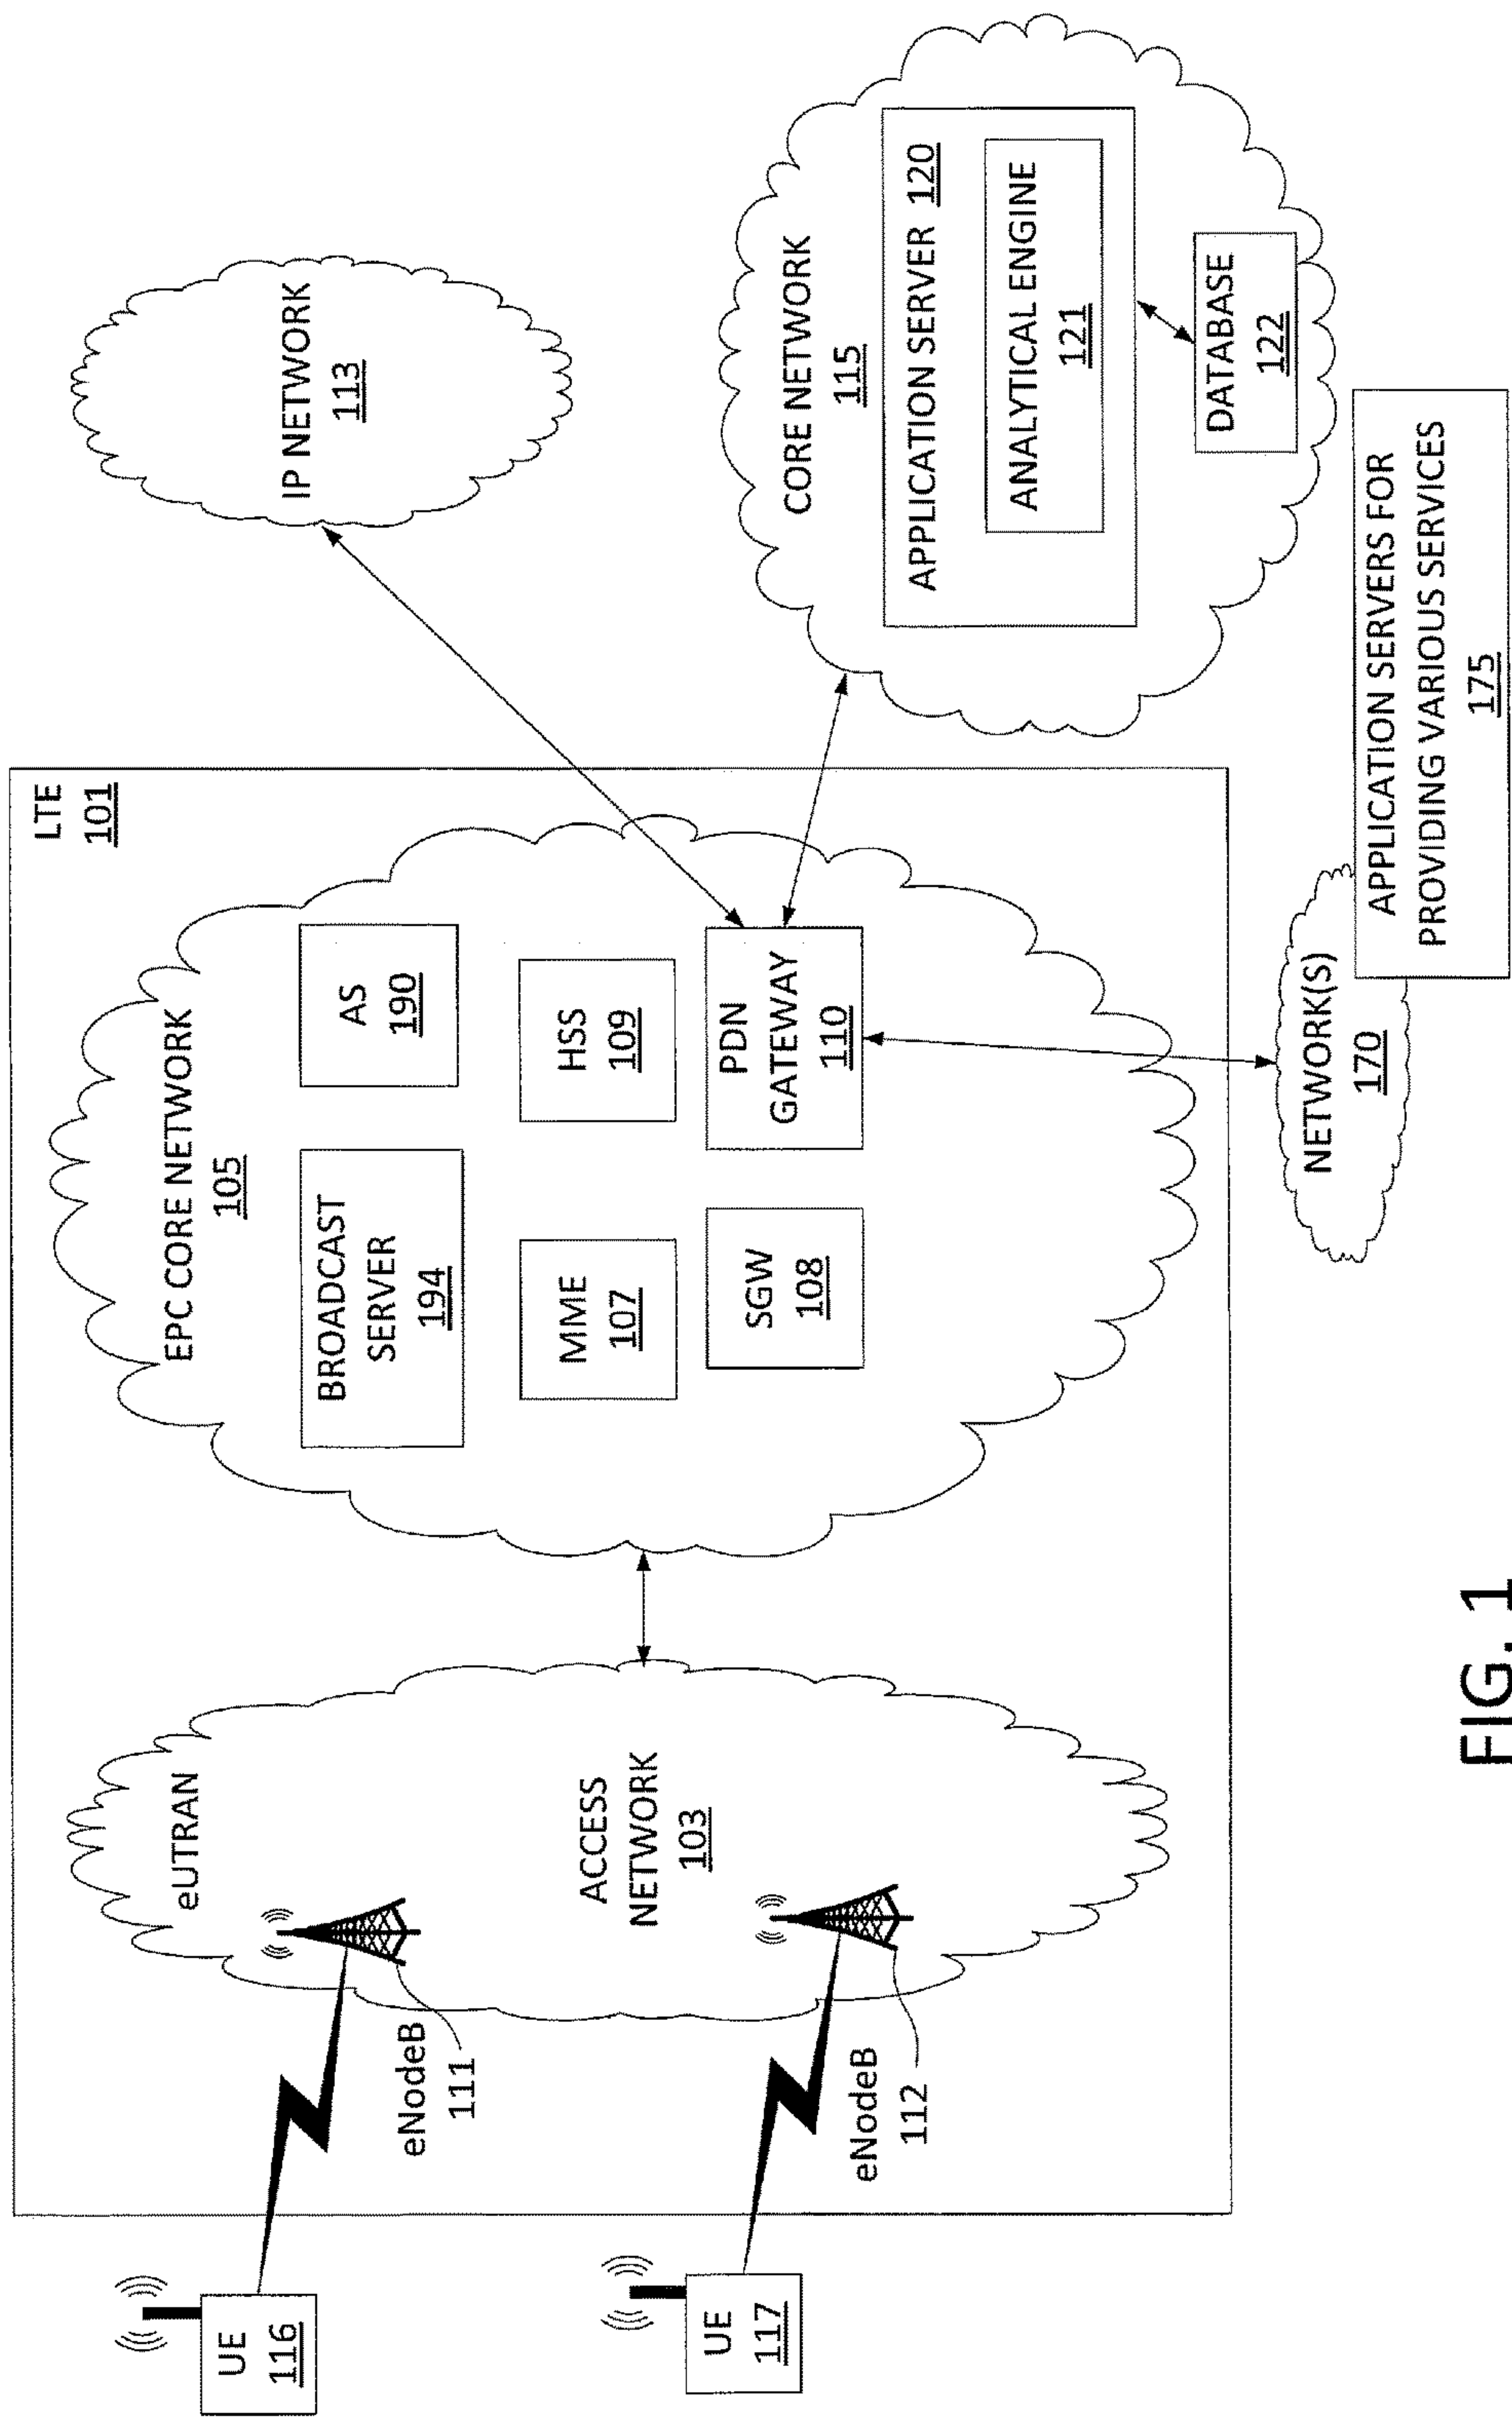 LTE
101
eUTRAN
ACCESS
NETWORK
103
eNodeB
111
eNodeB
112
UE
116
UE
117
EPC CORE NETWORK
105
BROADCAST
SERVER
194
AS
190
MME
107
HSS
109
SGW
108
PDN
GATEWAY
110
IP NETWORK
113
CORE NETWORK
115
APPLICATION SERVER 120
ANALYTICAL ENGINE
121
DATABASE
122
NETWORK(S)
170
APPLICATION SERVERS FOR
PROVIDING VARIOUS SERVICES
175
FIG. 1